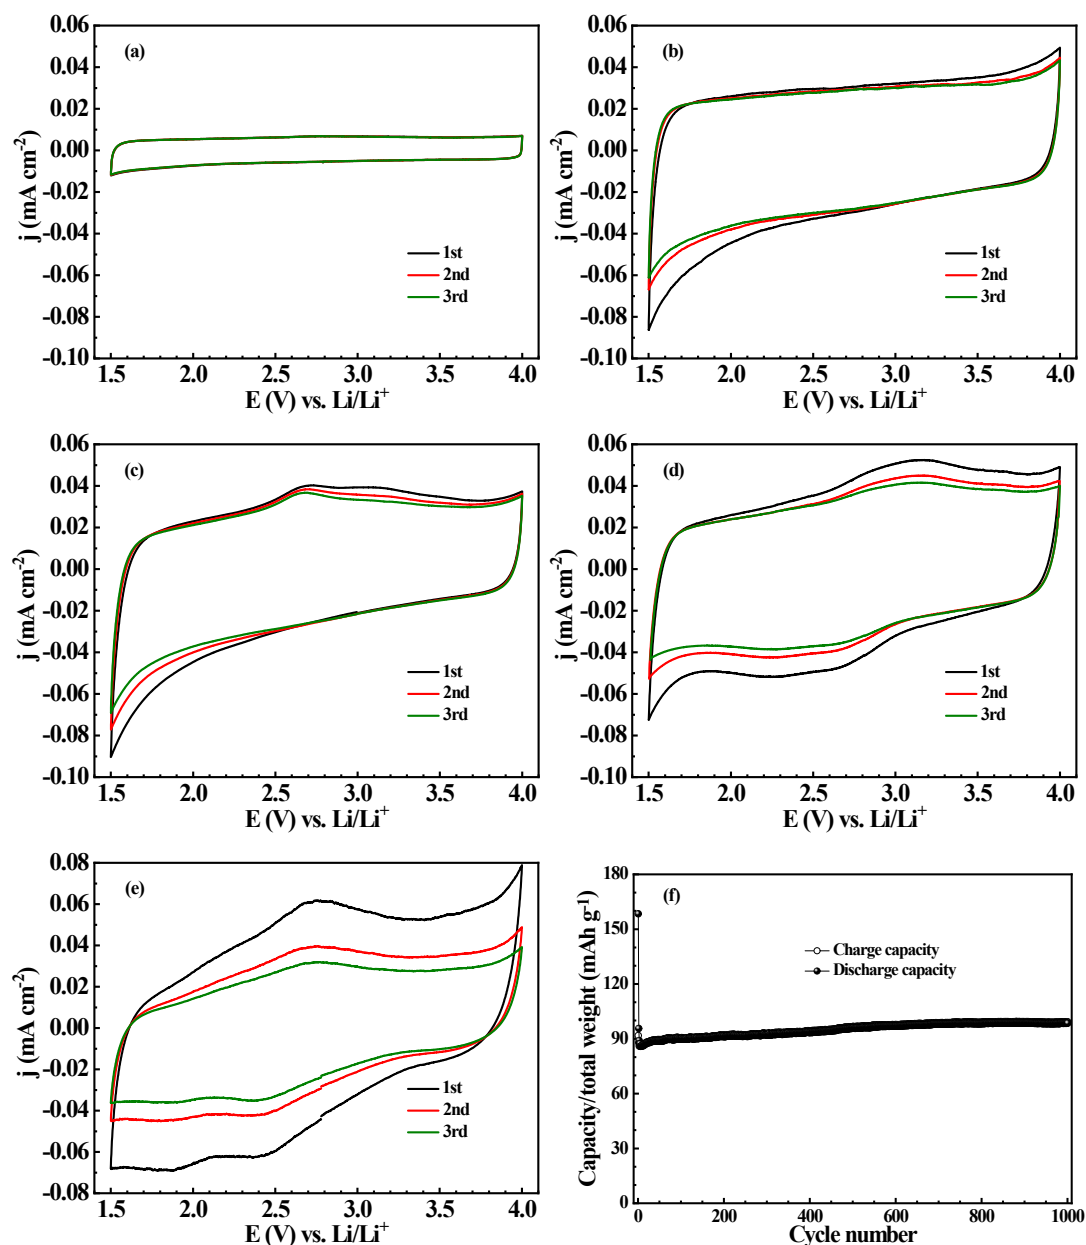 (a)
0.06
0.04
0.02
0.00
-0.02
-0.04
-0.06
-0.08
-0.10
j (mA cm-2)
1st
2nd
3rd
1.5 2.0 2.5 3.0 3.5 4.0
E (V) vs. Li/Li+
(b)
0.06
0.04
0.02
0.00
-0.02
-0.04
-0.06
-0.08
-0.10
j (mA cm-2)
1st
2nd
3rd
1.5 2.0 2.5 3.0 3.5 4.0
E (V) vs. Li/Li+
(c)
0.06
0.04
0.02
0.00
-0.02
-0.04
-0.06
-0.08
-0.10
j (mA cm-2)
1st
2nd
3rd
1.5 2.0 2.5 3.0 3.5 4.0
E (V) vs. Li/Li+
(d)
0.06
0.04
0.02
0.00
-0.02
-0.04
-0.06
-0.08
-0.10
j (mA cm-2)
1st
2nd
3rd
1.5 2.0 2.5 3.0 3.5 4.0
E (V) vs. Li/Li+
(e)
0.08
0.06
0.04
0.02
0.00
-0.02
-0.04
-0.06
-0.08
j (mA cm-2)
1st
2nd
3rd
1.5 2.0 2.5 3.0 3.5 4.0
E (V) vs. Li/Li+
(f)
180
150
120
90
60
30
0
Capacity/total weight (mAh g-1)
Charge capacity
Discharge capacity
0 200 400 600 800 1000
Cycle number